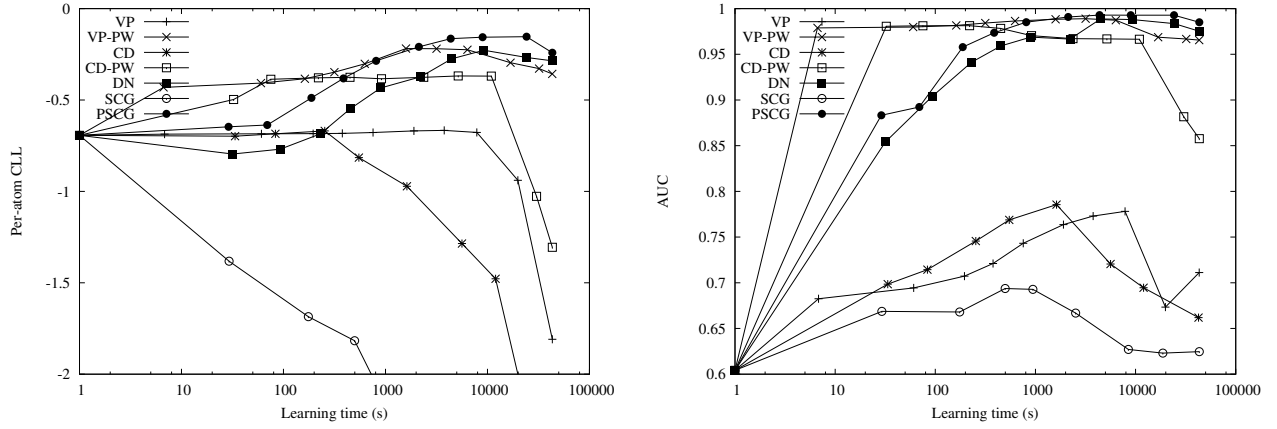 0
-0.5
-1
-1.5
-2
1
10
100
1000
10000
100000
Per-atom CLL
Learning time (s)
VP
VP-PW
CD
CD-PW
DN
SCG
PSCG
1
0.95
0.9
0.85
0.8
0.75
0.7
0.65
0.6
1
10
100
1000
10000
100000
AUC
Learning time (s)
VP
VP-PW
CD
CD-PW
DN
SCG
PSCG